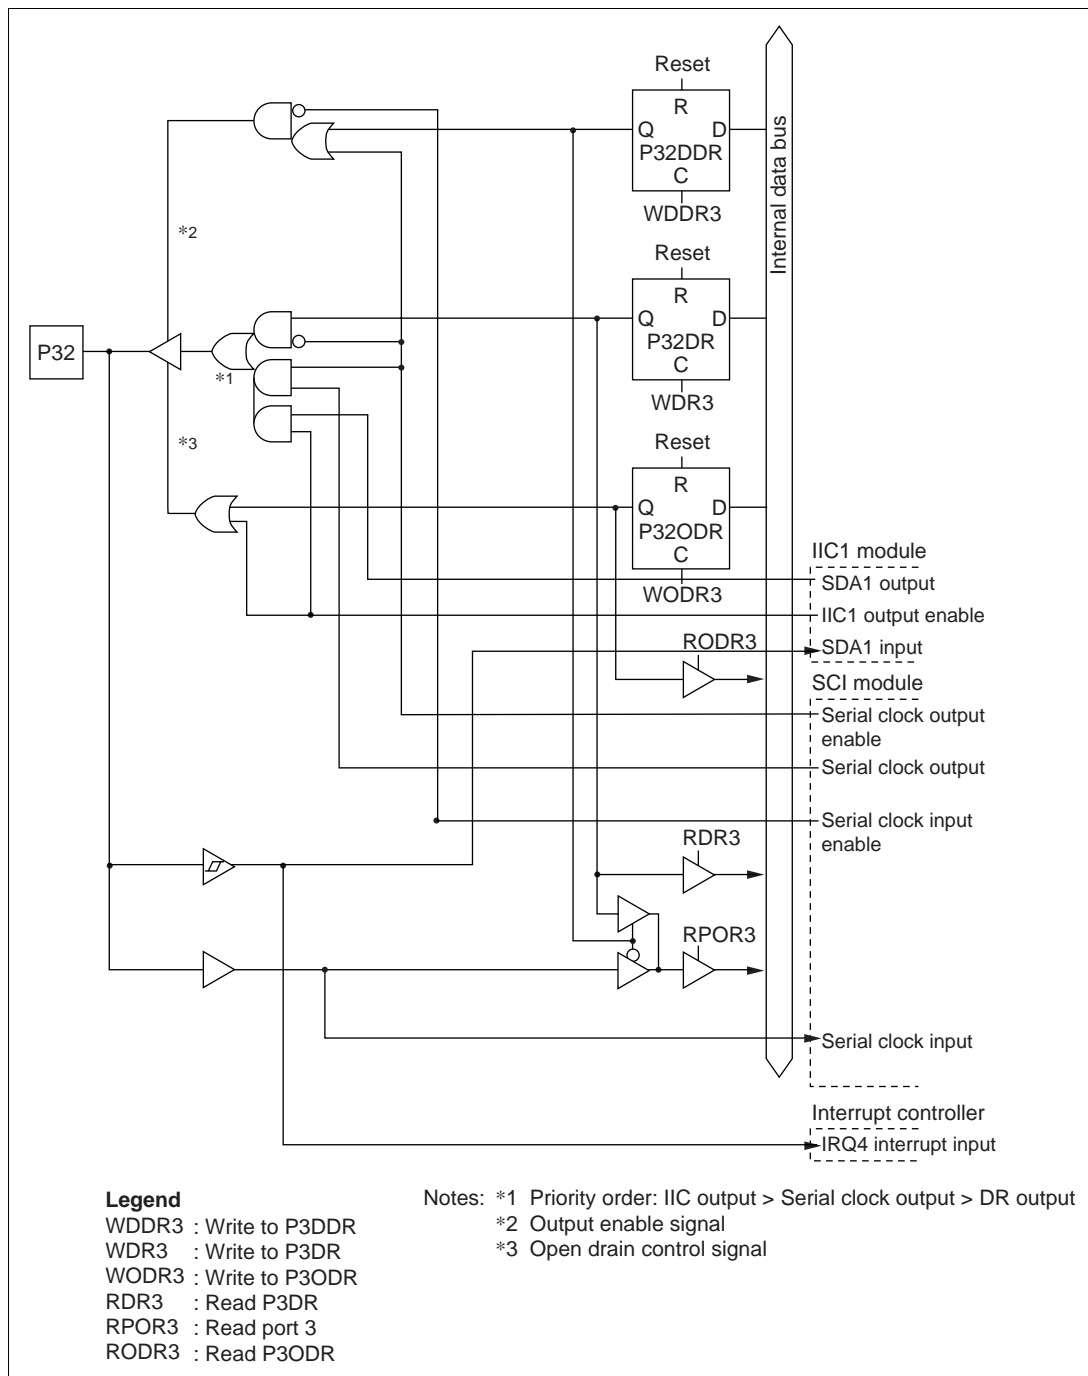 Reset
R
Q D
P32DDR
C
WDDR3
Internal data bus
*2
Reset
R
Q D
P32DR
C
WDR3
P32
*1
*3
Reset
R
Q D
P32ODR
C
WODR3
IIC1 module
SDA1 output
IIC1 output enable
SDA1 input
RODR3
SCI module
Serial clock output
enable
Serial clock output
Serial clock input
enable
RDR3
RPOR3
Serial clock input
Interrupt controller
IRQ4 interrupt input
Legend
WDDR3 : Write to P3DDR
WDR3 : Write to P3DR
WODR3 : Write to P3ODR
RDR3 : Read P3DR
RPOR3 : Read port 3
RODR3 : Read P3ODR
Notes: *1 Priority order: IIC output > Serial clock output > DR output
*2 Output enable signal
*3 Open drain control signal